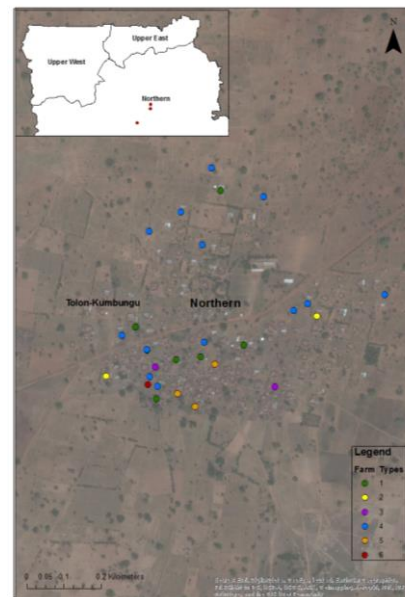 Upper East
Upper West
Northern
N
Tolon-Kumbungu
Northern
Legend
Farm Types
1
2
3
4
5
6
0 0.05 0.1 0.2 Kilometers